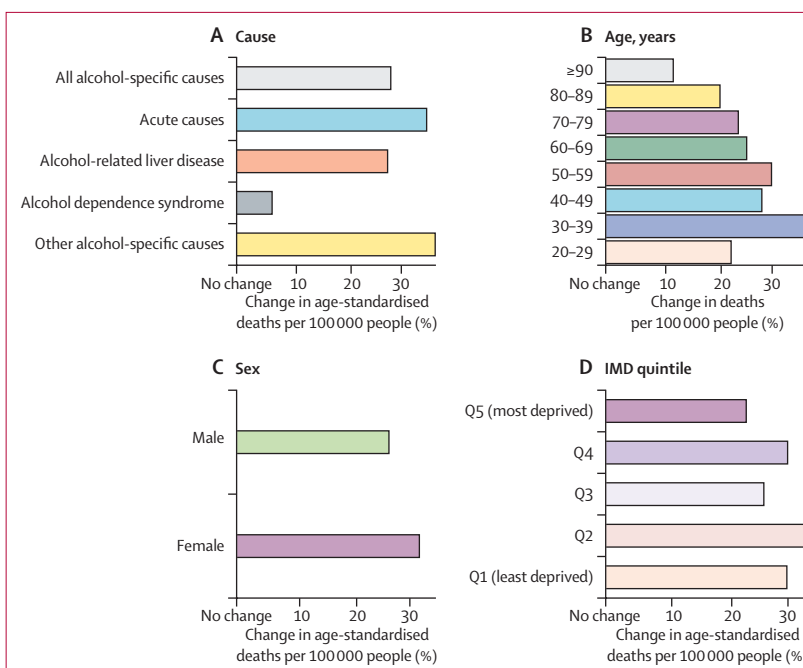 A Cause
All alcohol-specific causes
Acute causes
Alcohol-related liver disease
Alcohol dependence syndrome
Other alcohol-specific causes
No change 10 20 30
Change in age-standardised
deaths per 100 000 people (%)
B Age, years
≥90
80–89
70–79
60–69
50–59
40–49
30–39
20–29
No change 10 20 30
Change in deaths
per 100 000 people (%)
C Sex
Male
Female
No change 10 20 30
Change in age-standardised
deaths per 100 000 people (%)
D IMD quintile
Q5 (most deprived)
Q4
Q3
Q2
Q1 (least deprived)
No change 10 20 30
Change in age-standardised
deaths per 100 000 people (%